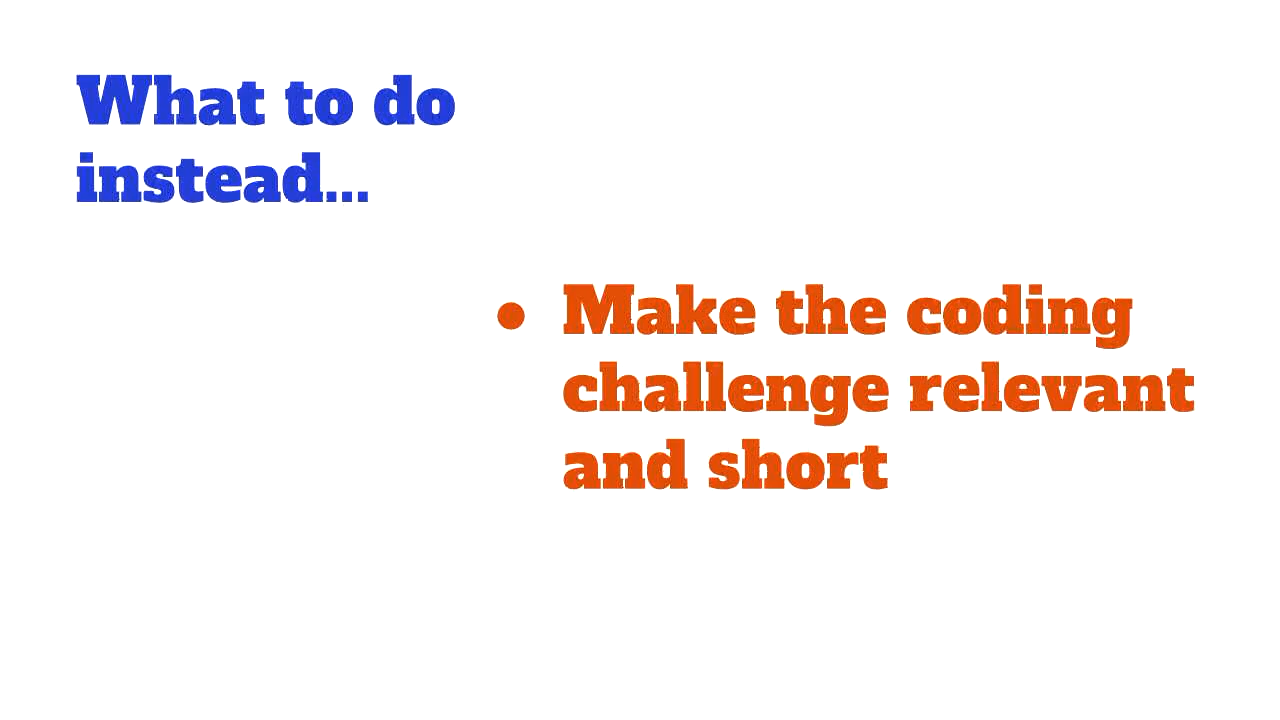 What to do
instead...
● Make the coding
challenge relevant
and short